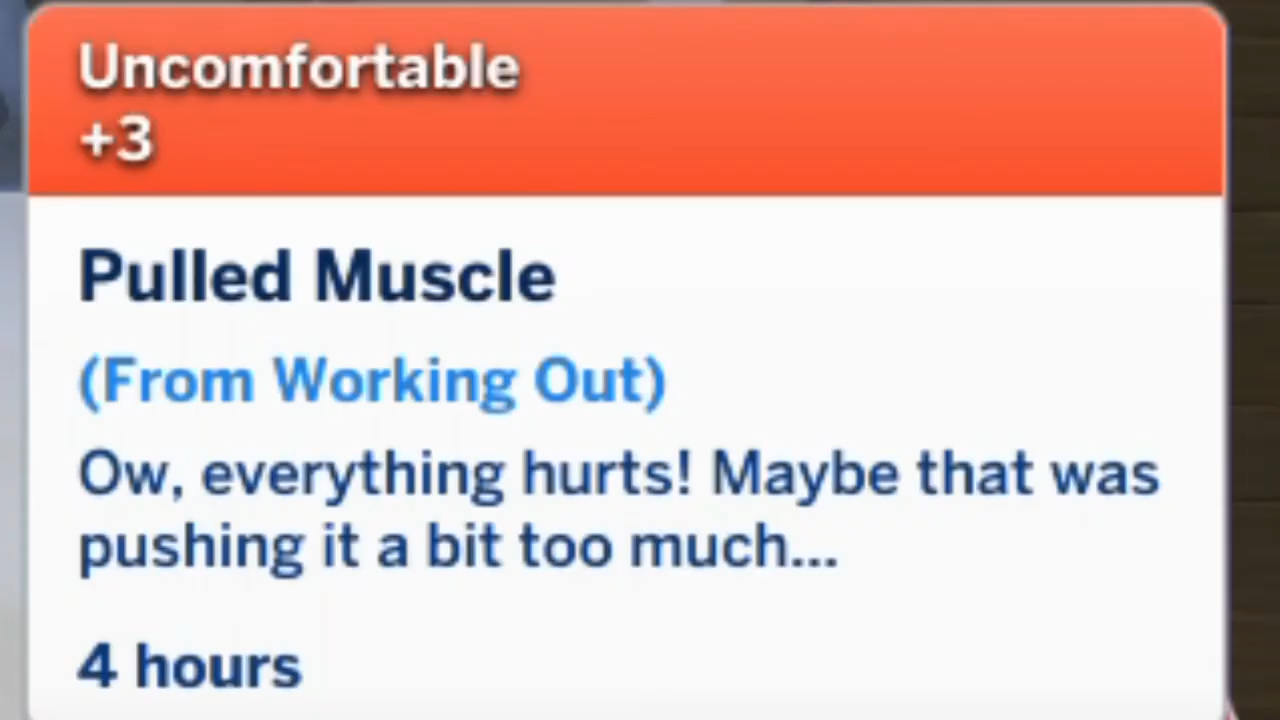 Uncomfortable
+3
Pulled Muscle
(From Working Out)
Ow, everything hurts! Maybe that was
pushing it a bit too much...
4 hours